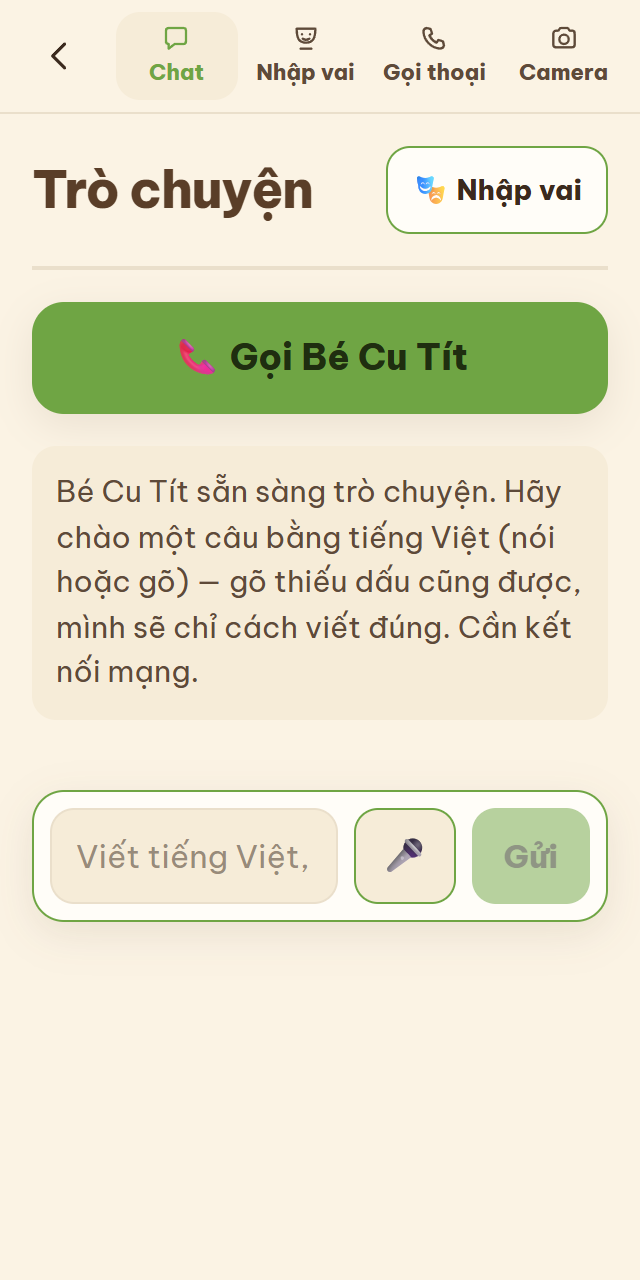 Chat
Nhập vai
Gọi thoại
Camera
Trò chuyện
Nhập vai
Gọi Bé Cu Tít
Bé Cu Tít sẵn sàng trò chuyện. Hãy
chào một câu bằng tiếng Việt (nói
hoặc gõ) — gõ thiếu dấu cũng được,
mình sẽ chỉ cách viết đúng. Cần kết
nối mạng.
Viết tiếng Việt,
Gửi